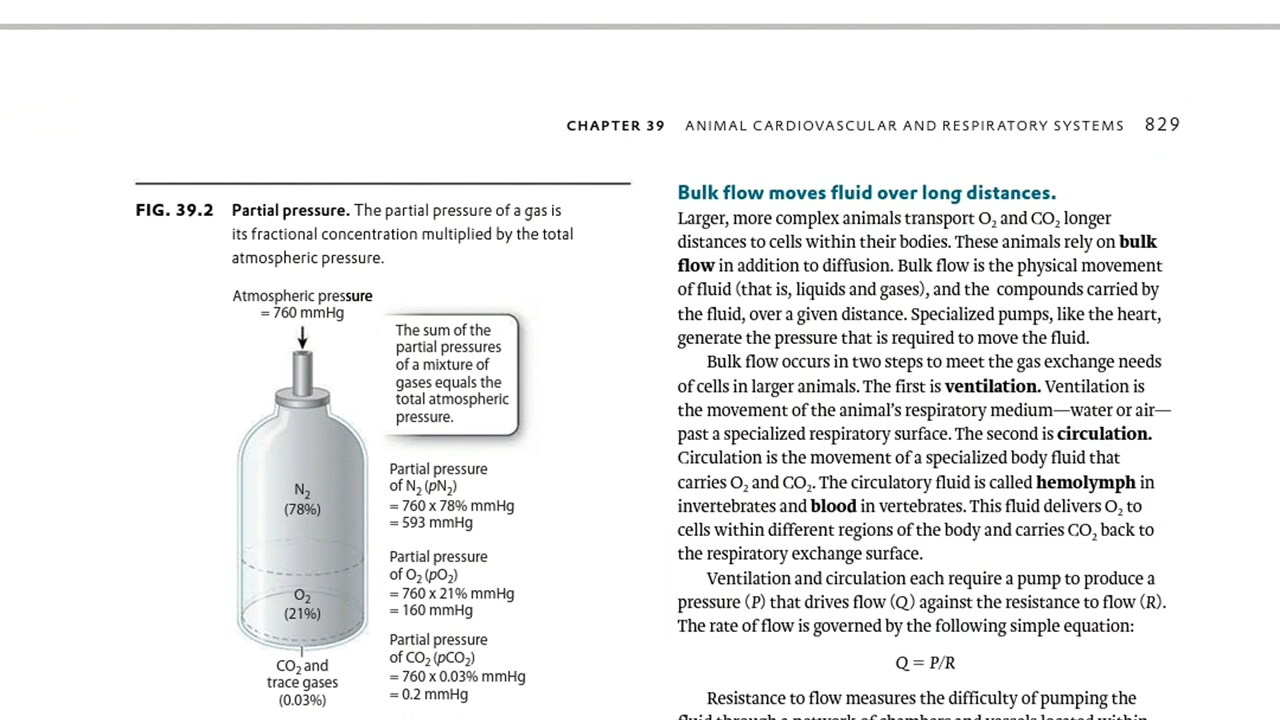 CHAPTER 39 ANIMAL CARDIOVASCULAR AND RESPIRATORY SYSTEMS 829
FIG. 39.2 Partial pressure. The partial pressure of a gas is
its fractional concentration multiplied by the total
atmospheric pressure.
Atmospheric pressure
= 760 mmHg
The sum of the
partial pressures
of a mixture of
gases equals the
total atmospheric
pressure.
N₂
(78%)
Partial pressure
of N₂ (pN₂)
= 760 x 78% mmHg
= 593 mmHg
O₂
(21%)
Partial pressure
of O₂ (pO₂)
= 760 x 21% mmHg
= 160 mmHg
CO₂ and
trace gases
(0.03%)
Partial pressure
of CO₂ (pCO₂)
= 760 x 0.03% mmHg
= 0.2 mmHg
Bulk flow moves fluid over long distances.
Larger, more complex animals transport O₂ and CO₂ longer
distances to cells within their bodies. These animals rely on bulk
flow in addition to diffusion. Bulk flow is the physical movement
of fluid (that is, liquids and gases), and the compounds carried by
the fluid, over a given distance. Specialized pumps, like the heart,
generate the pressure that is required to move the fluid.
Bulk flow occurs in two steps to meet the gas exchange needs
of cells in larger animals. The first is ventilation. Ventilation is
the movement of the animal's respiratory medium—water or air—
past a specialized respiratory surface. The second is circulation.
Circulation is the movement of a specialized body fluid that
carries O₂ and CO₂. The circulatory fluid is called hemolymph in
invertebrates and blood in vertebrates. This fluid delivers O₂ to
cells within different regions of the body and carries CO₂ back to
the respiratory exchange surface.
Ventilation and circulation each require a pump to produce a
pressure (P) that drives flow (Q) against the resistance to flow (R).
The rate of flow is governed by the following simple equation:
Q = P/R
Resistance to flow measures the difficulty of pumping the
fluid through a network of chambers and vessels located within